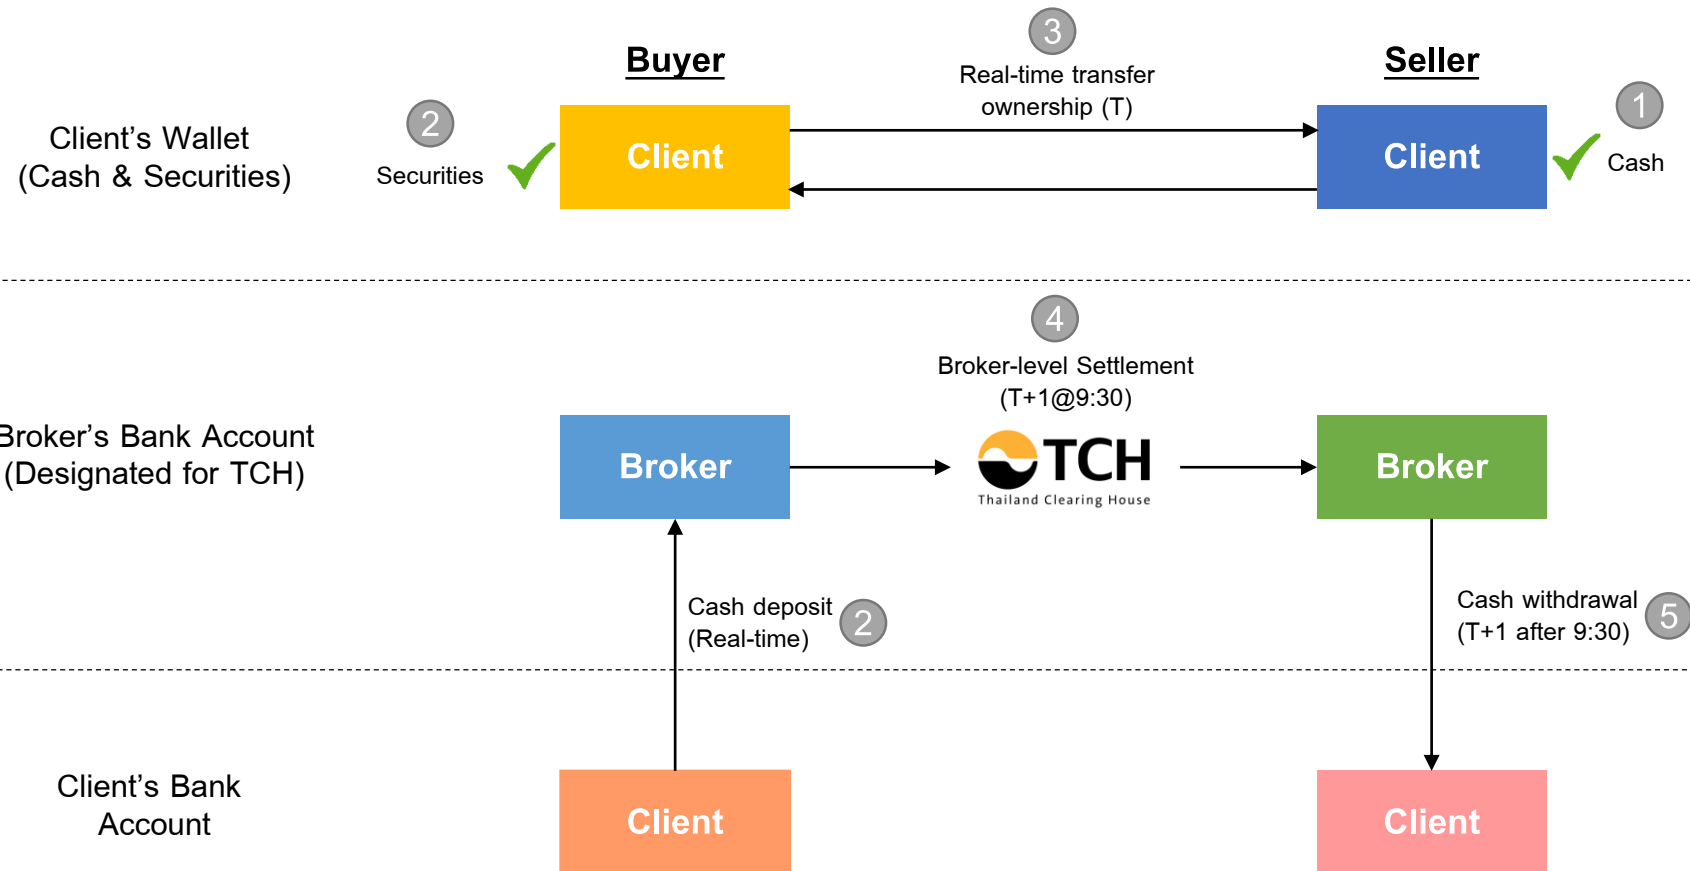 3
Buyer
Real-time transfer
ownership (T)
Seller
1
Client's Wallet
(Cash & Securities)
2
Securities
Client
Client
Cash
4
Broker-level Settlement
(T+1@9:30)
Broker's Bank Account
(Designated for TCH)
Broker
TCH
Thailand Clearing House
Broker
Cash deposit
(Real-time)
2
Cash withdrawal
(T+1 after 9:30)
5
Client's Bank
Account
Client
Client